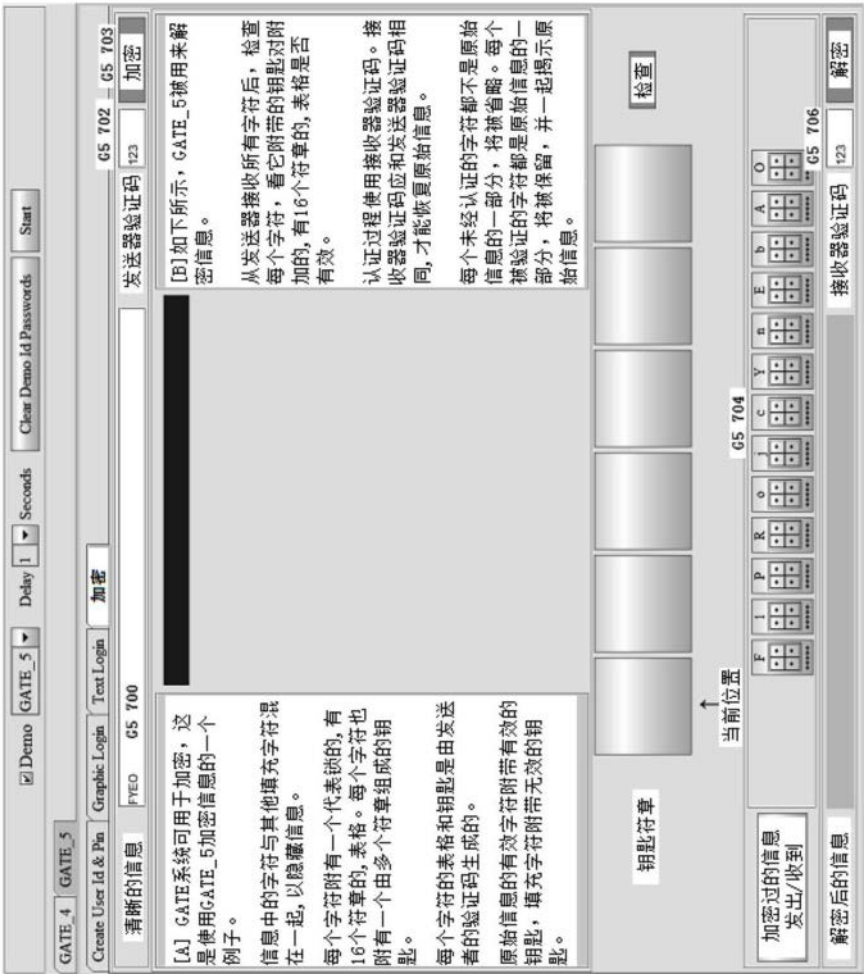 Demo GATE_5 Delay 1 Seconds Clear Demo Id Passwords Start
GATE_4 GATE_5
Create User Id & Pin Graphic Login Text Login 加密
G5 700 G5 702 G5 703
清晰的信息 FYEO 发送器验证码 123 加密
[A] GATE系统可用于加密，这
是使用GATE_5加密信息的一个
例子。
信息中的字符与其他填充字符混
在一起,以隐藏信息。
每个字符附有一个代表锁的,有
16个符章的,表格。每个字符也
附有一个由多个符章组成的钥
匙。
每个字符的表格和钥匙是由发送
者的验证码生成的。
原始信息的有效字符附带有效的
钥匙，填充字符附带无效的钥
匙。
[B]如下所示，GATE_5被用来解
密信息。
从发送器接收所有字符后，检查
每个字符，看它附带的钥匙对附
加的,有16个符章的,表格是否
有效。
认证过程使用接收器验证码。接
收器验证码应和发送器验证码相
同,才能恢复原始信息。
每个未经认证的字符都不是原始
信息的一部分，将被省略。每个
被验证的字符都是原始信息的一
部分，将被保留，并一起揭示原
始信息。
钥匙符章 检查
↑
当前位置
G5 704
加密过的信息
发出/收到
F l P R o j c Y n E b A O
G5 706
解密后的信息 接收器验证码 123 解密